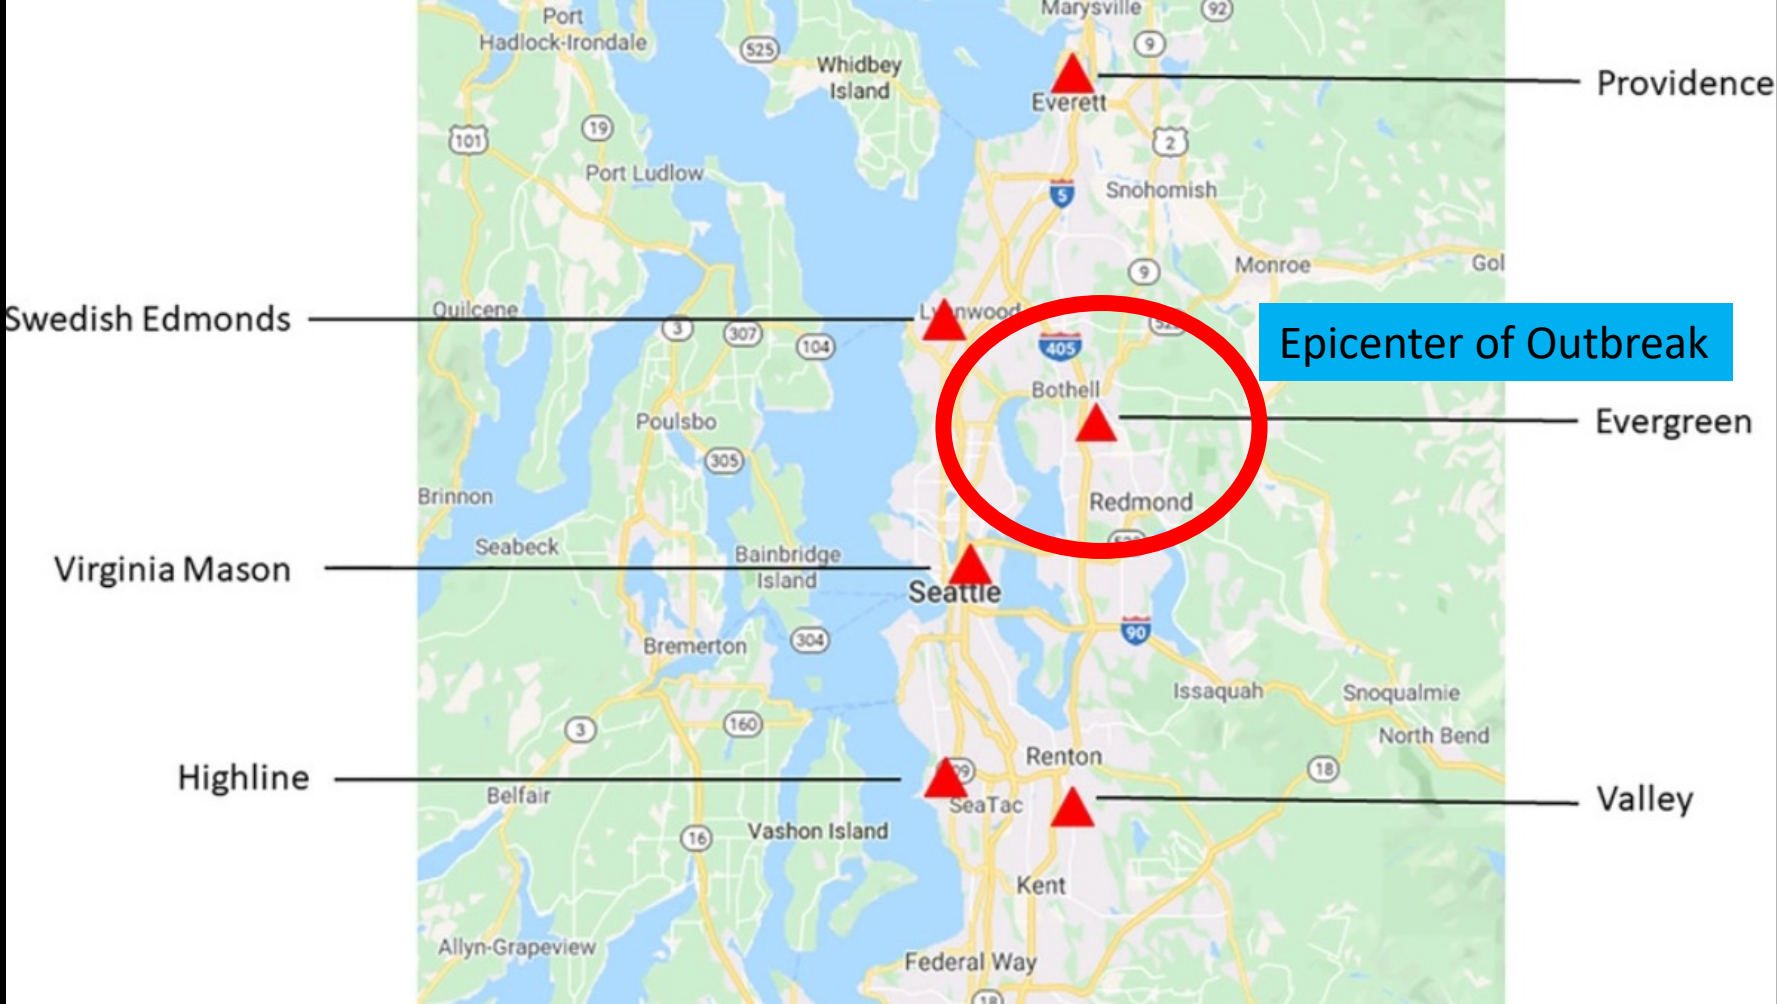 Port
Hadlock-Irondale
525
Whidbey
Island
Marysville
92
9
Everett
Providence
101
19
2
Port Ludlow
5
Snohomish
9
Monroe
Gol
Swedish Edmonds
Quilcene
3
307
104
405
Epicenter of Outbreak
Bothell
Poulsbo
Evergreen
305
Brinnon
Redmond
Seabeck
Bainbridge
Island
Virginia Mason
Seattle
90
304
Bremerton
Issaquah
Snoqualmie
3
160
North Bend
Renton
18
Highline
Belfair
SeaTac
Valley
16
Vashon Island
Kent
Allyn-Grapeview
Federal Way
18